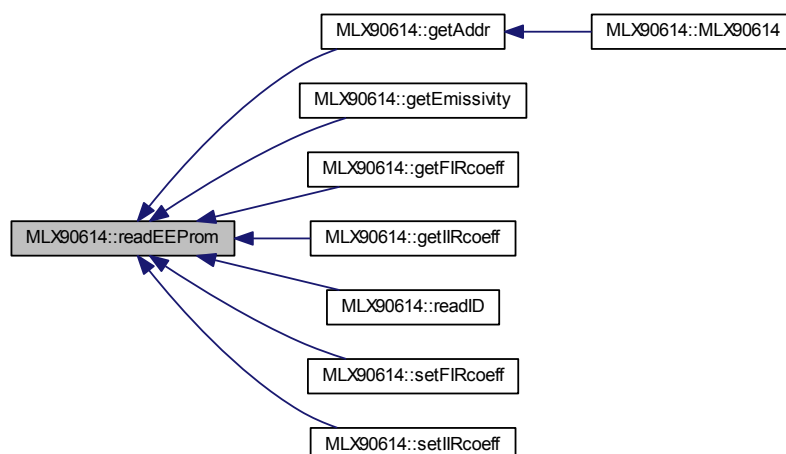 MLX90614::getAddr
MLX90614::MLX90614
MLX90614::getEmissivity
MLX90614::getFIRcoeff
MLX90614::readEEProm
MLX90614::getIIRcoeff
MLX90614::readID
MLX90614::setFIRcoeff
MLX90614::setIIRcoeff